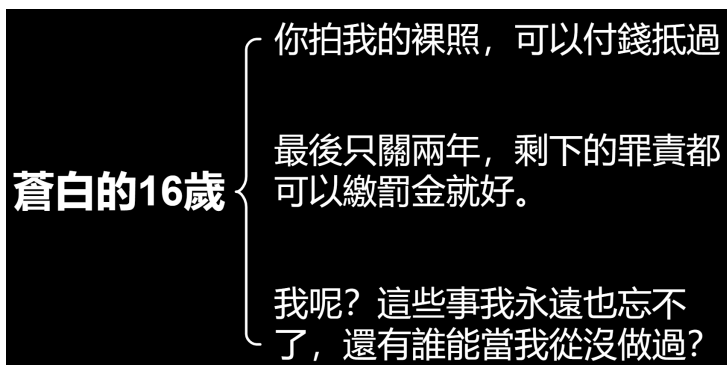 蒼白的16歲
你拍我的裸照，可以付錢抵過
最後只關兩年，剩下的罪責都
可以繳罰金就好。
我呢？這些事我永遠也忘不
了，還有誰能當我從沒做過？